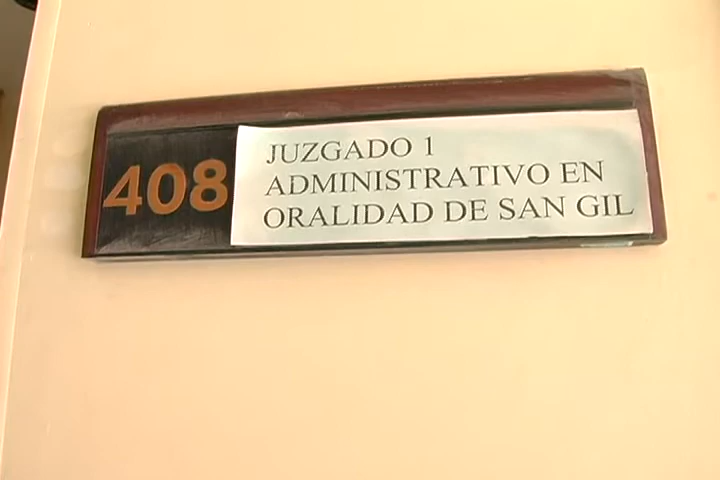 408
JUZGADO 1
ADMINISTRATIVO EN
ORALIDAD DE SAN GIL